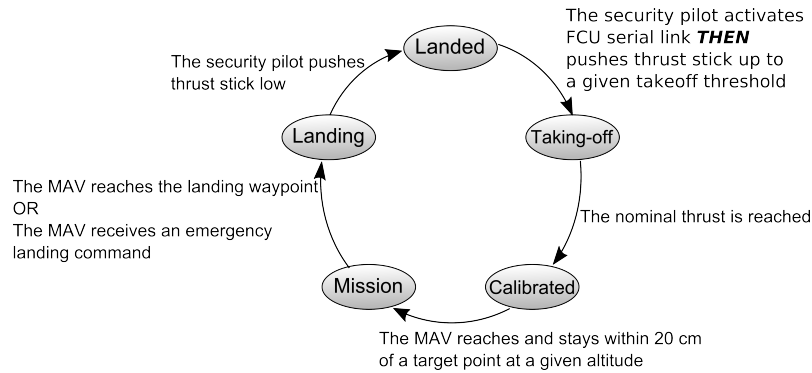 The security pilot activates
FCU serial link THEN
pushes thrust stick up to
a given takeoff threshold
Landed
The security pilot pushes
thrust stick low
Landing
Taking-off
The MAV reaches the landing waypoint
OR
The MAV receives an emergency
landing command
The nominal thrust is reached
Mission
Calibrated
The MAV reaches and stays within 20 cm
of a target point at a given altitude